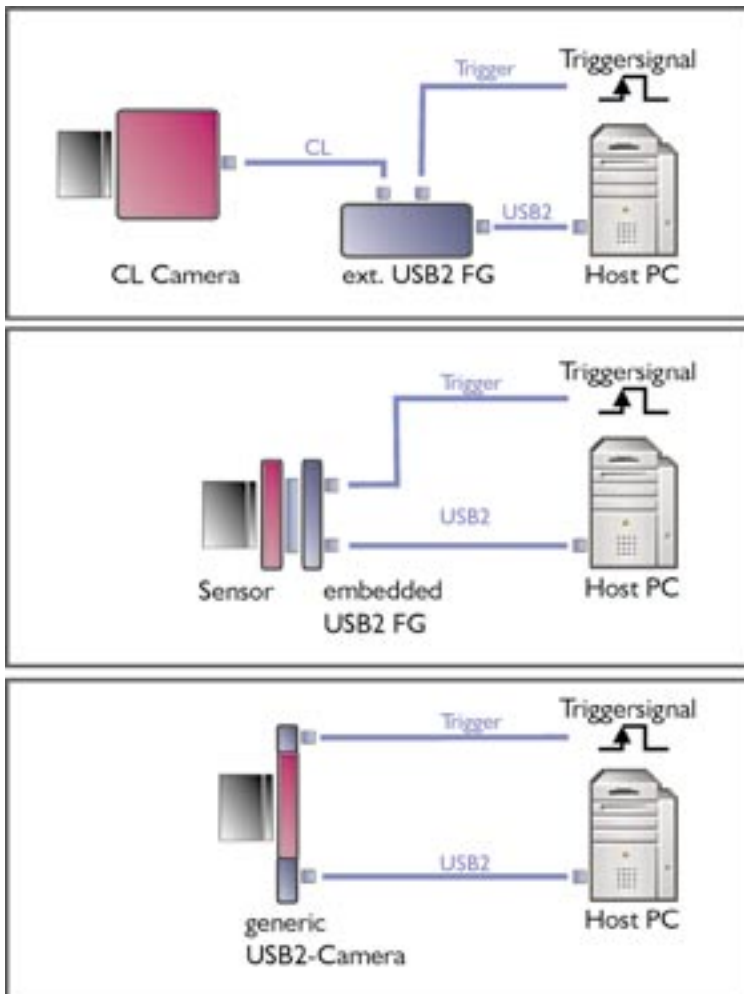 Trigger
Triggersignal
CL
USB2
CL Camera
ext. USB2 FG
Host PC
Trigger
Triggersignal
USB2
Sensor
embedded
USB2 FG
Host PC
Trigger
Triggersignal
USB2
generic
USB2-Camera
Host PC